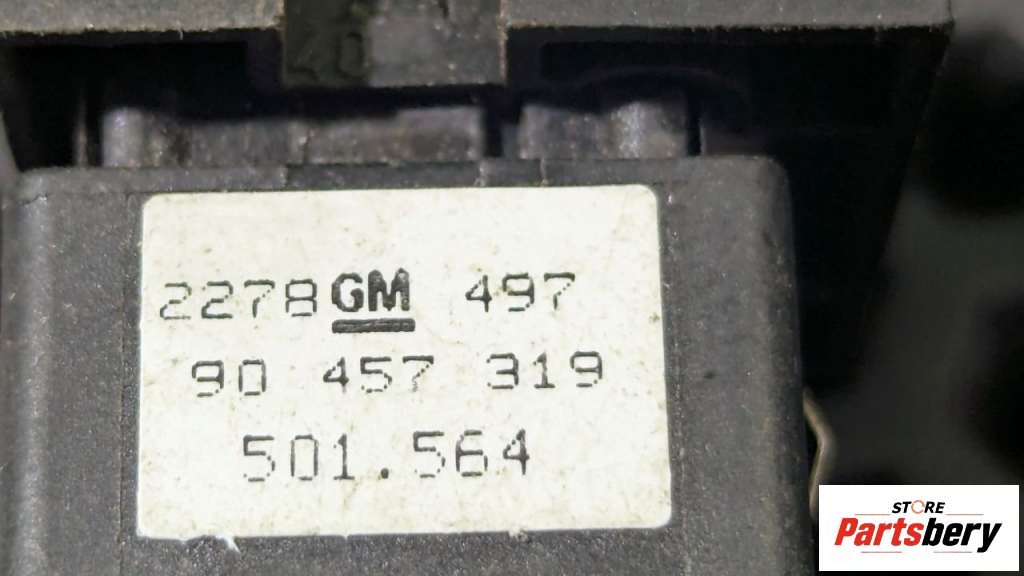 2278 GM 497
90 457 319
501.564
STORE
Partsbery